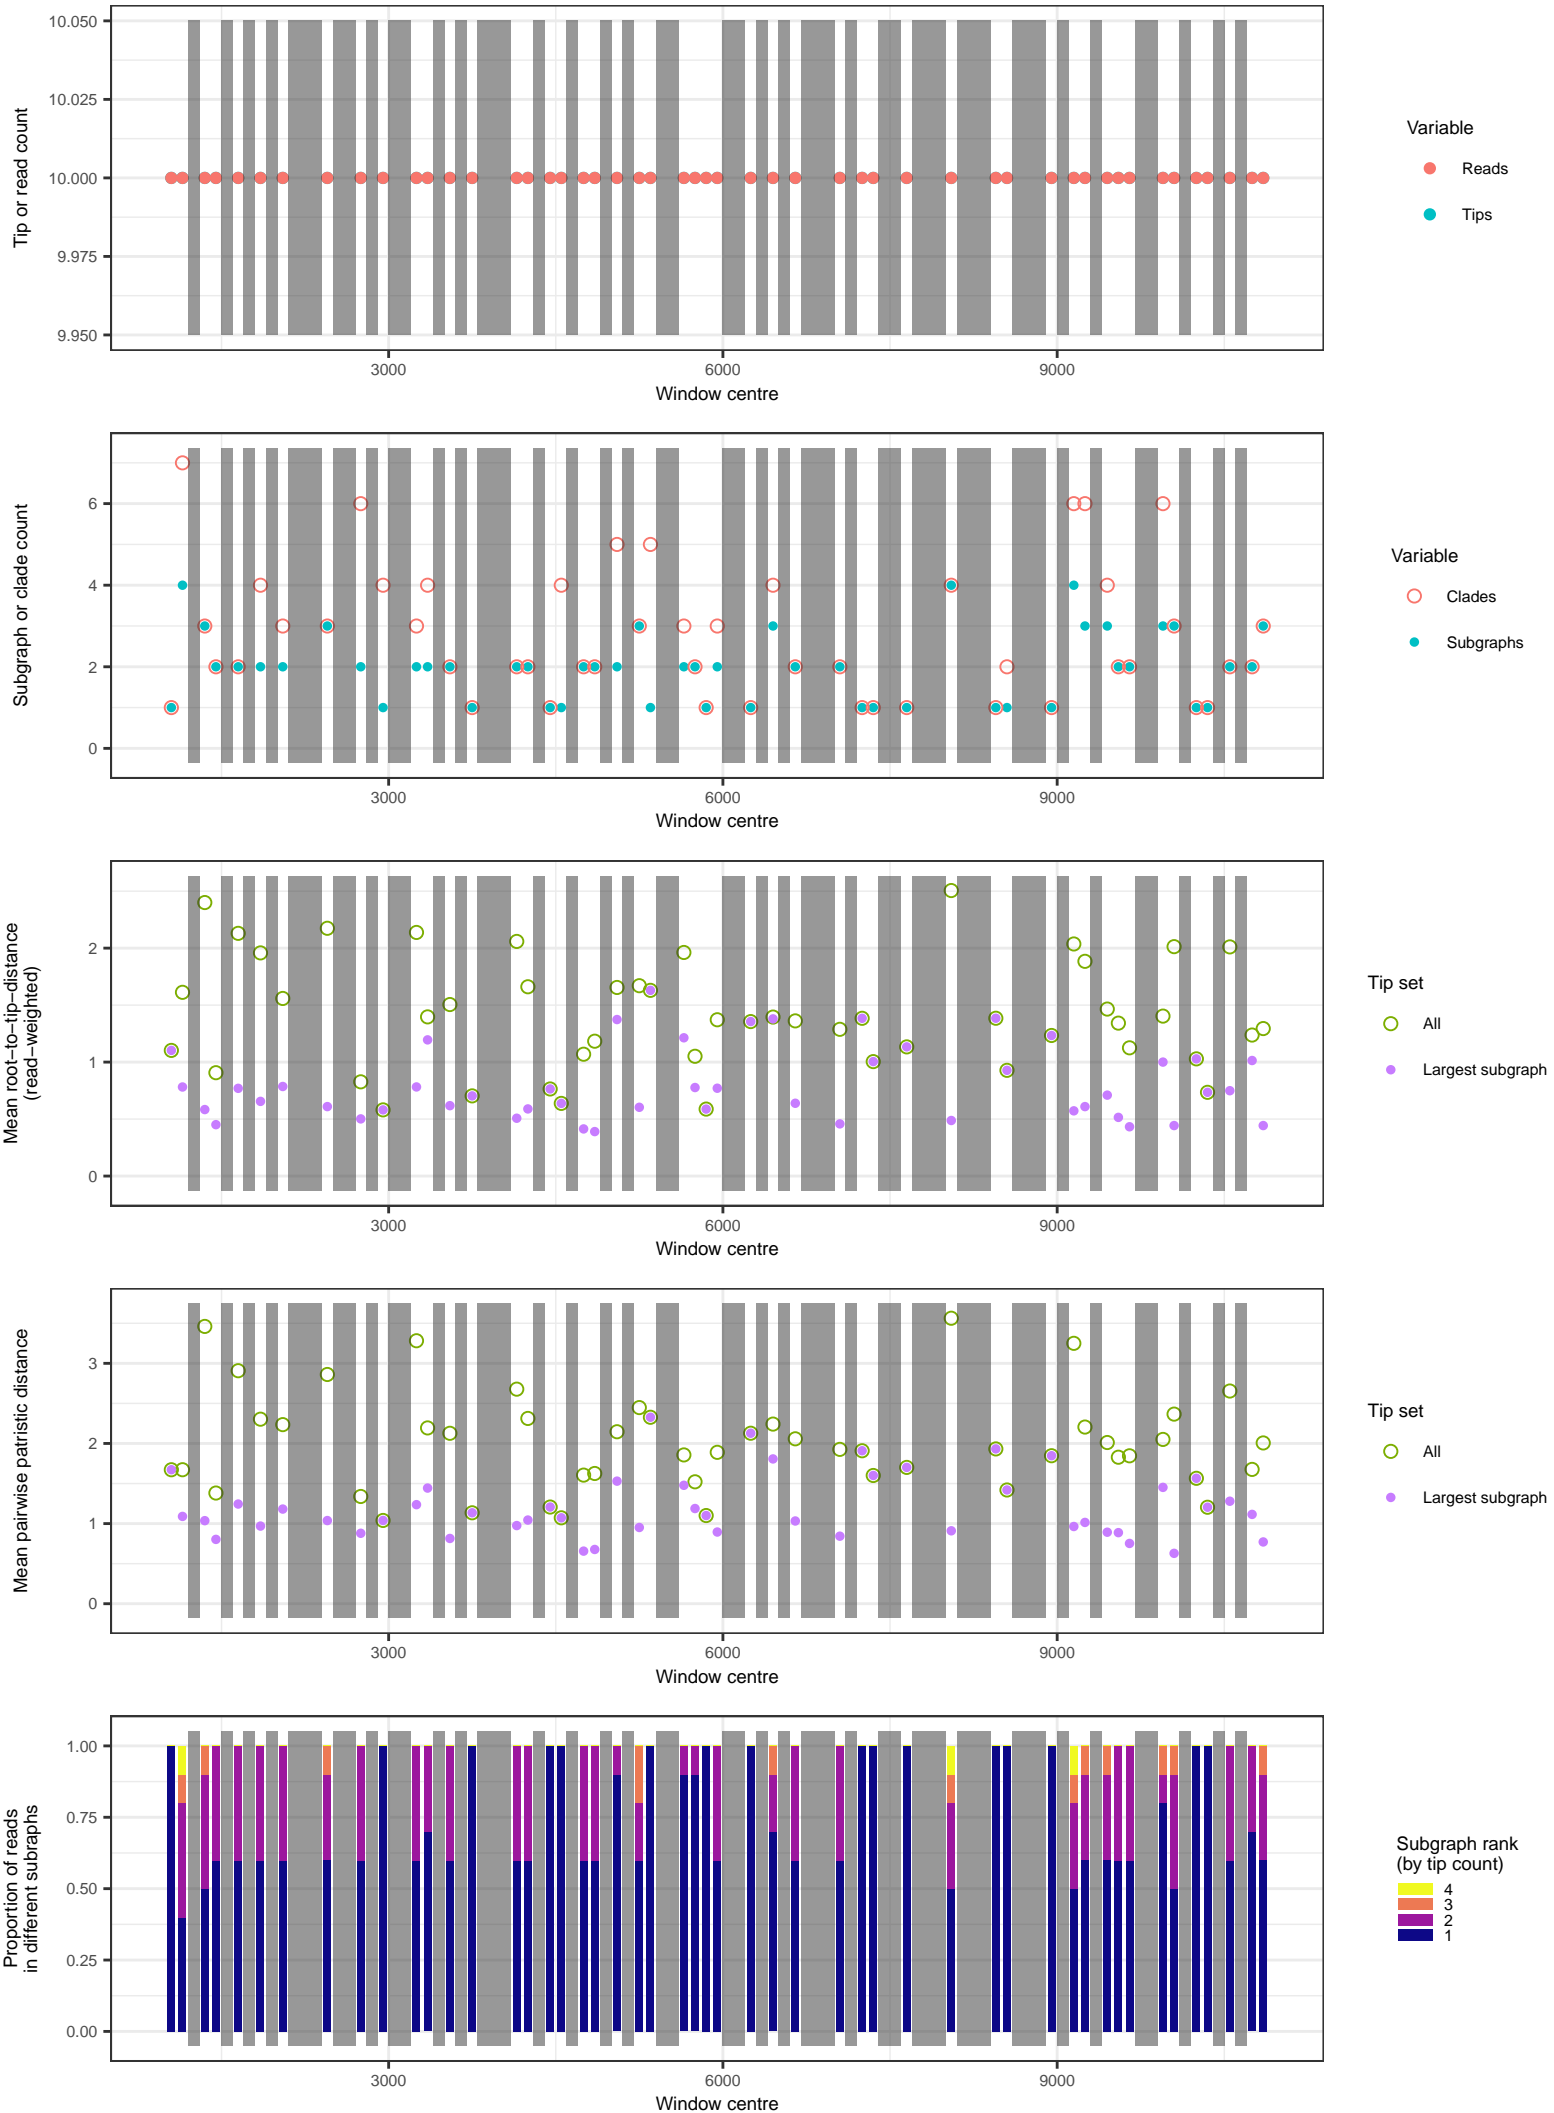 10.050
10.025
10.000
9.975
9.950
Tip or read count
3000
6000
9000
Window centre
Variable
Reads
Tips
6
4
2
0
Subgraph or clade count
3000
6000
9000
Window centre
Variable
Clades
Subgraphs
2
1
0
Mean root−to−tip−distance
(read−weighted)
3000
6000
9000
Window centre
Tip set
All
Largest subgraph
3
2
1
0
Mean pairwise patristic distance
3000
6000
9000
Window centre
Tip set
All
Largest subgraph
1.00
0.75
0.50
0.25
0.00
Proportion of reads
in different subraphs
3000
6000
9000
Window centre
Subgraph rank
(by tip count)
4
3
2
1